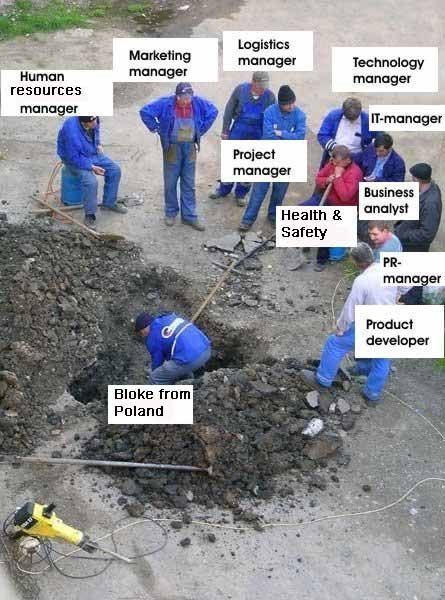 Logistics
manager
Marketing
manager
Technology
manager
Human
resources
manager
IT-manager
Project
manager
Business
analyst
Health &
Safety
PR-
manager
Product
developer
Bloke from
Poland